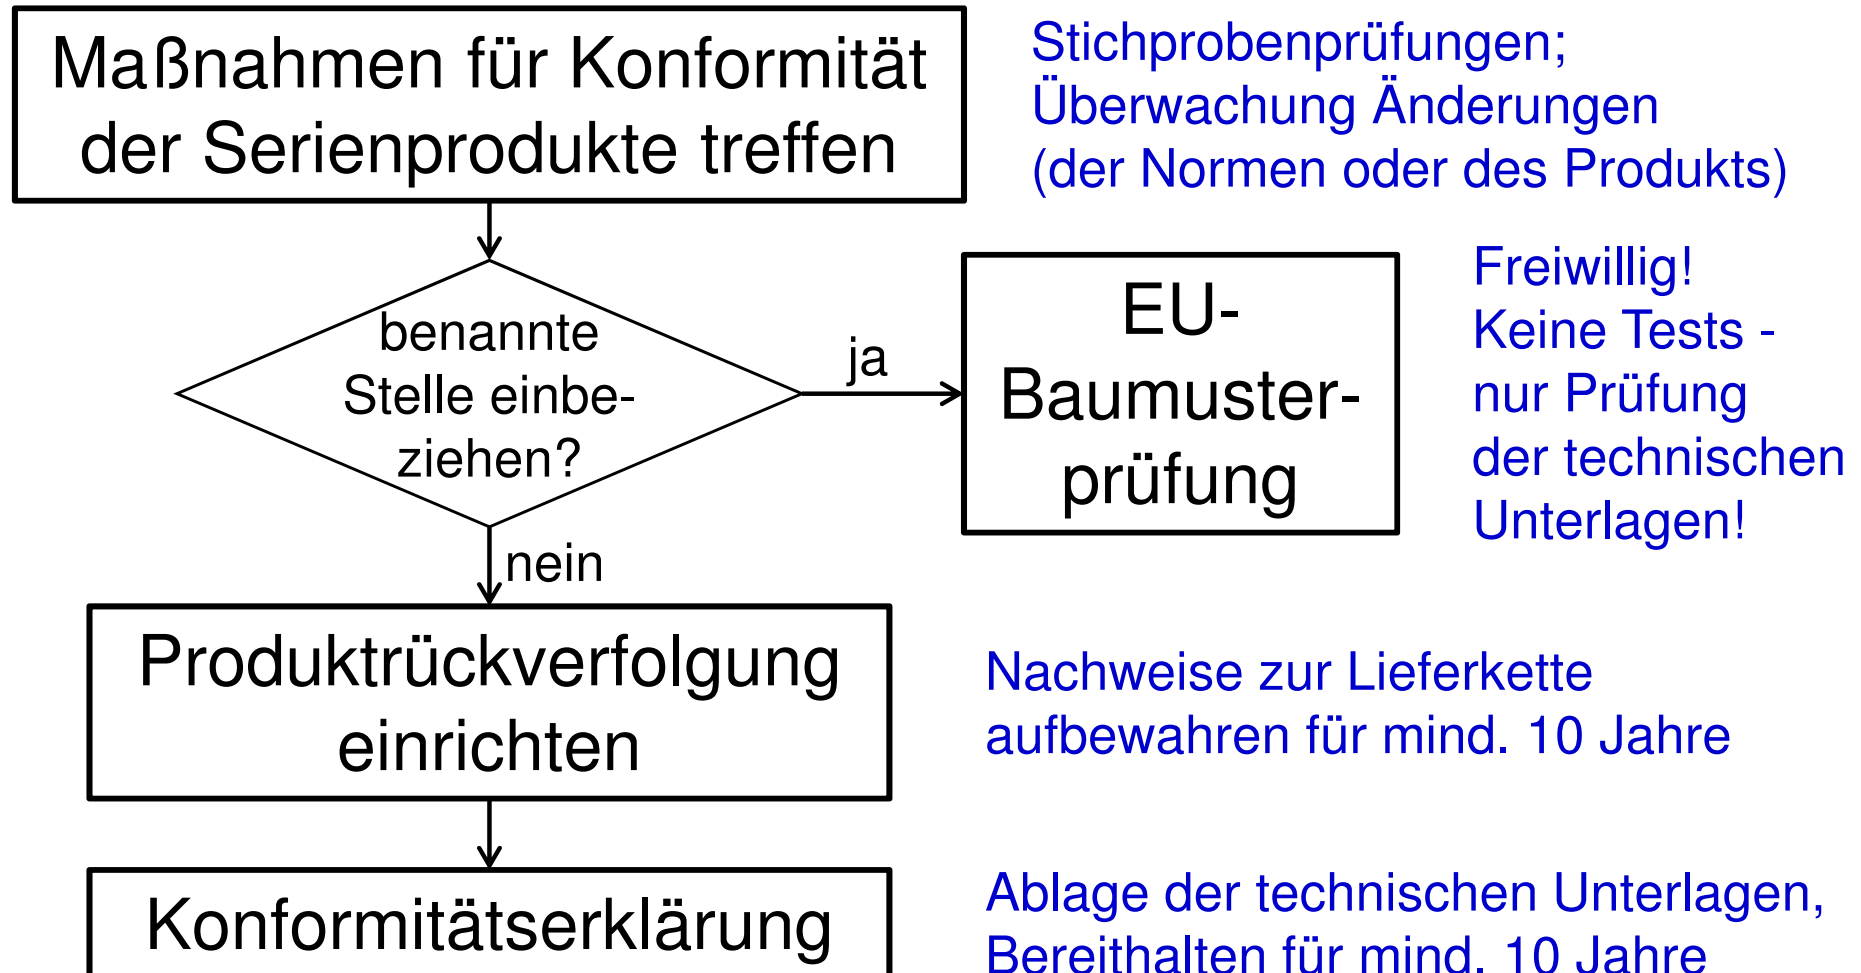 Maßnahmen für Konformität
der Serienprodukte treffen
Stichprobenprüfungen;
Überwachung Änderungen
(der Normen oder des Produkts)
benannte
Stelle einbe-
ziehen?
ja
EU-
Baumuster-
prüfung
Freiwillig!
Keine Tests -
nur Prüfung
der technischen
Unterlagen!
nein
Produktrückverfolgung
einrichten
Nachweise zur Lieferkette
aufbewahren für mind. 10 Jahre
Konformitätserklärung
Ablage der technischen Unterlagen,
Bereithalten für mind. 10 Jahre